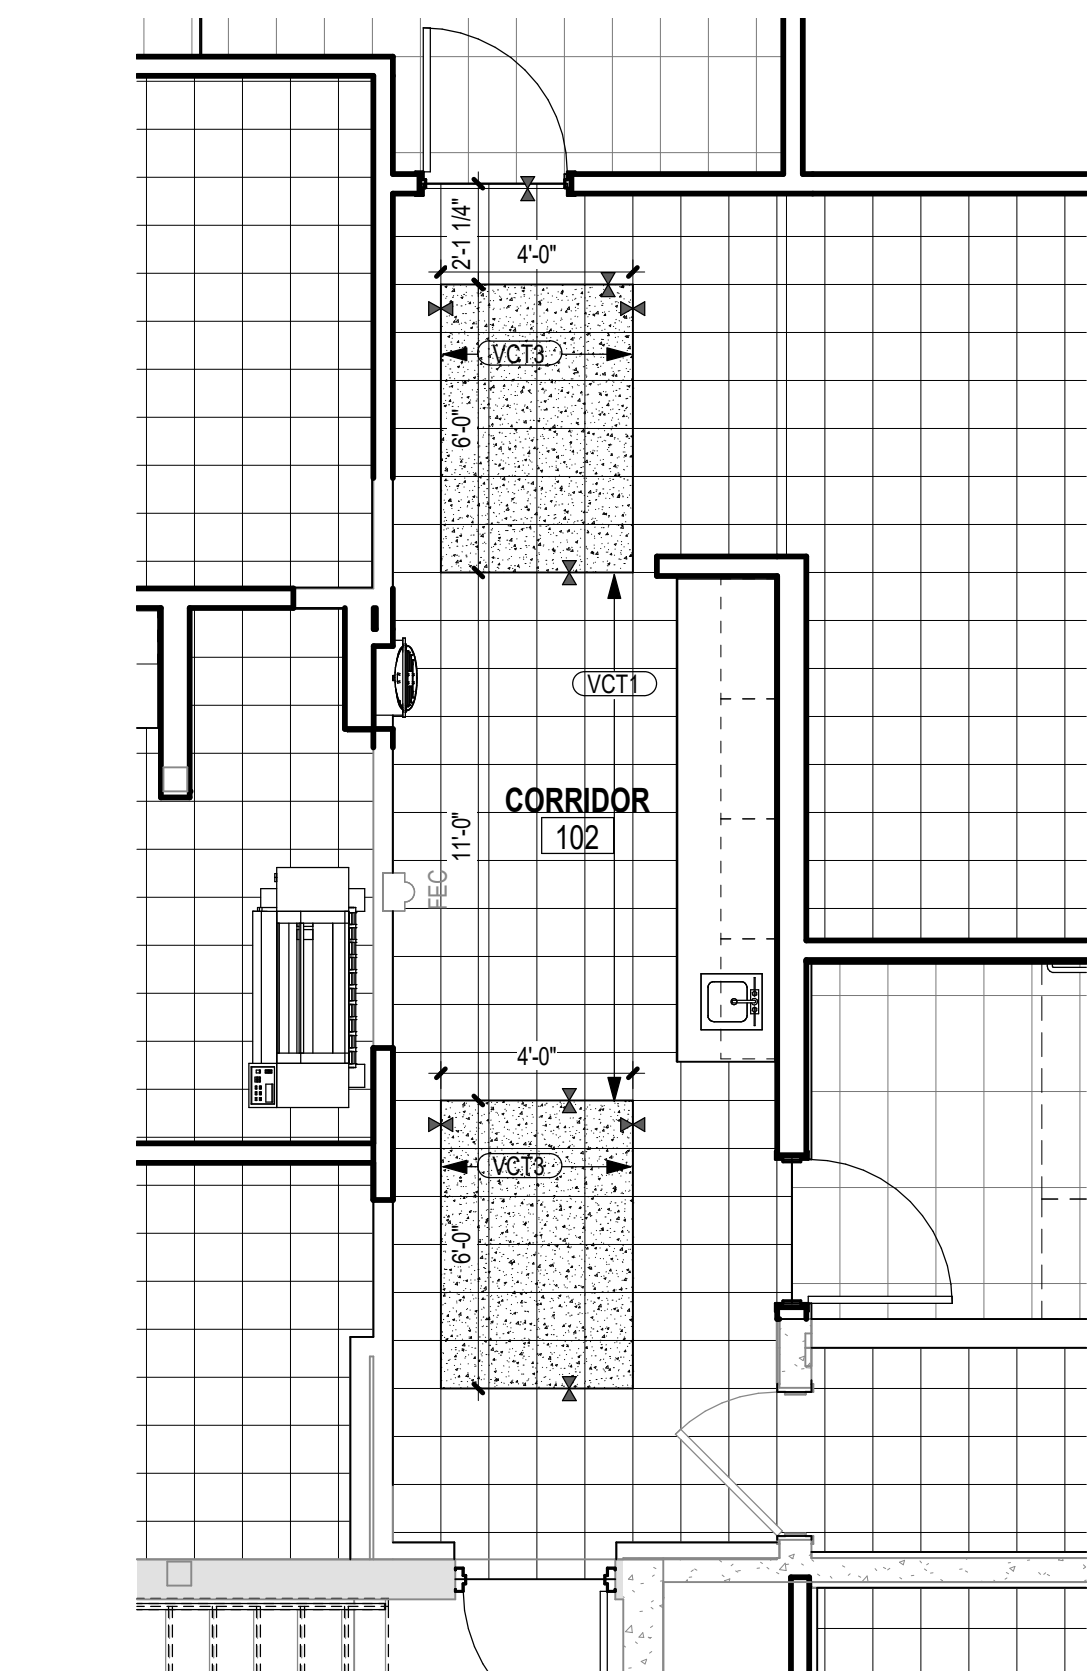 2'-1 1/4"
4'-0"
VCT3
6'-0"
VCT1
CORRIDOR
102
11'-0"
FEC
4'-0"
VCT3
6'-0"